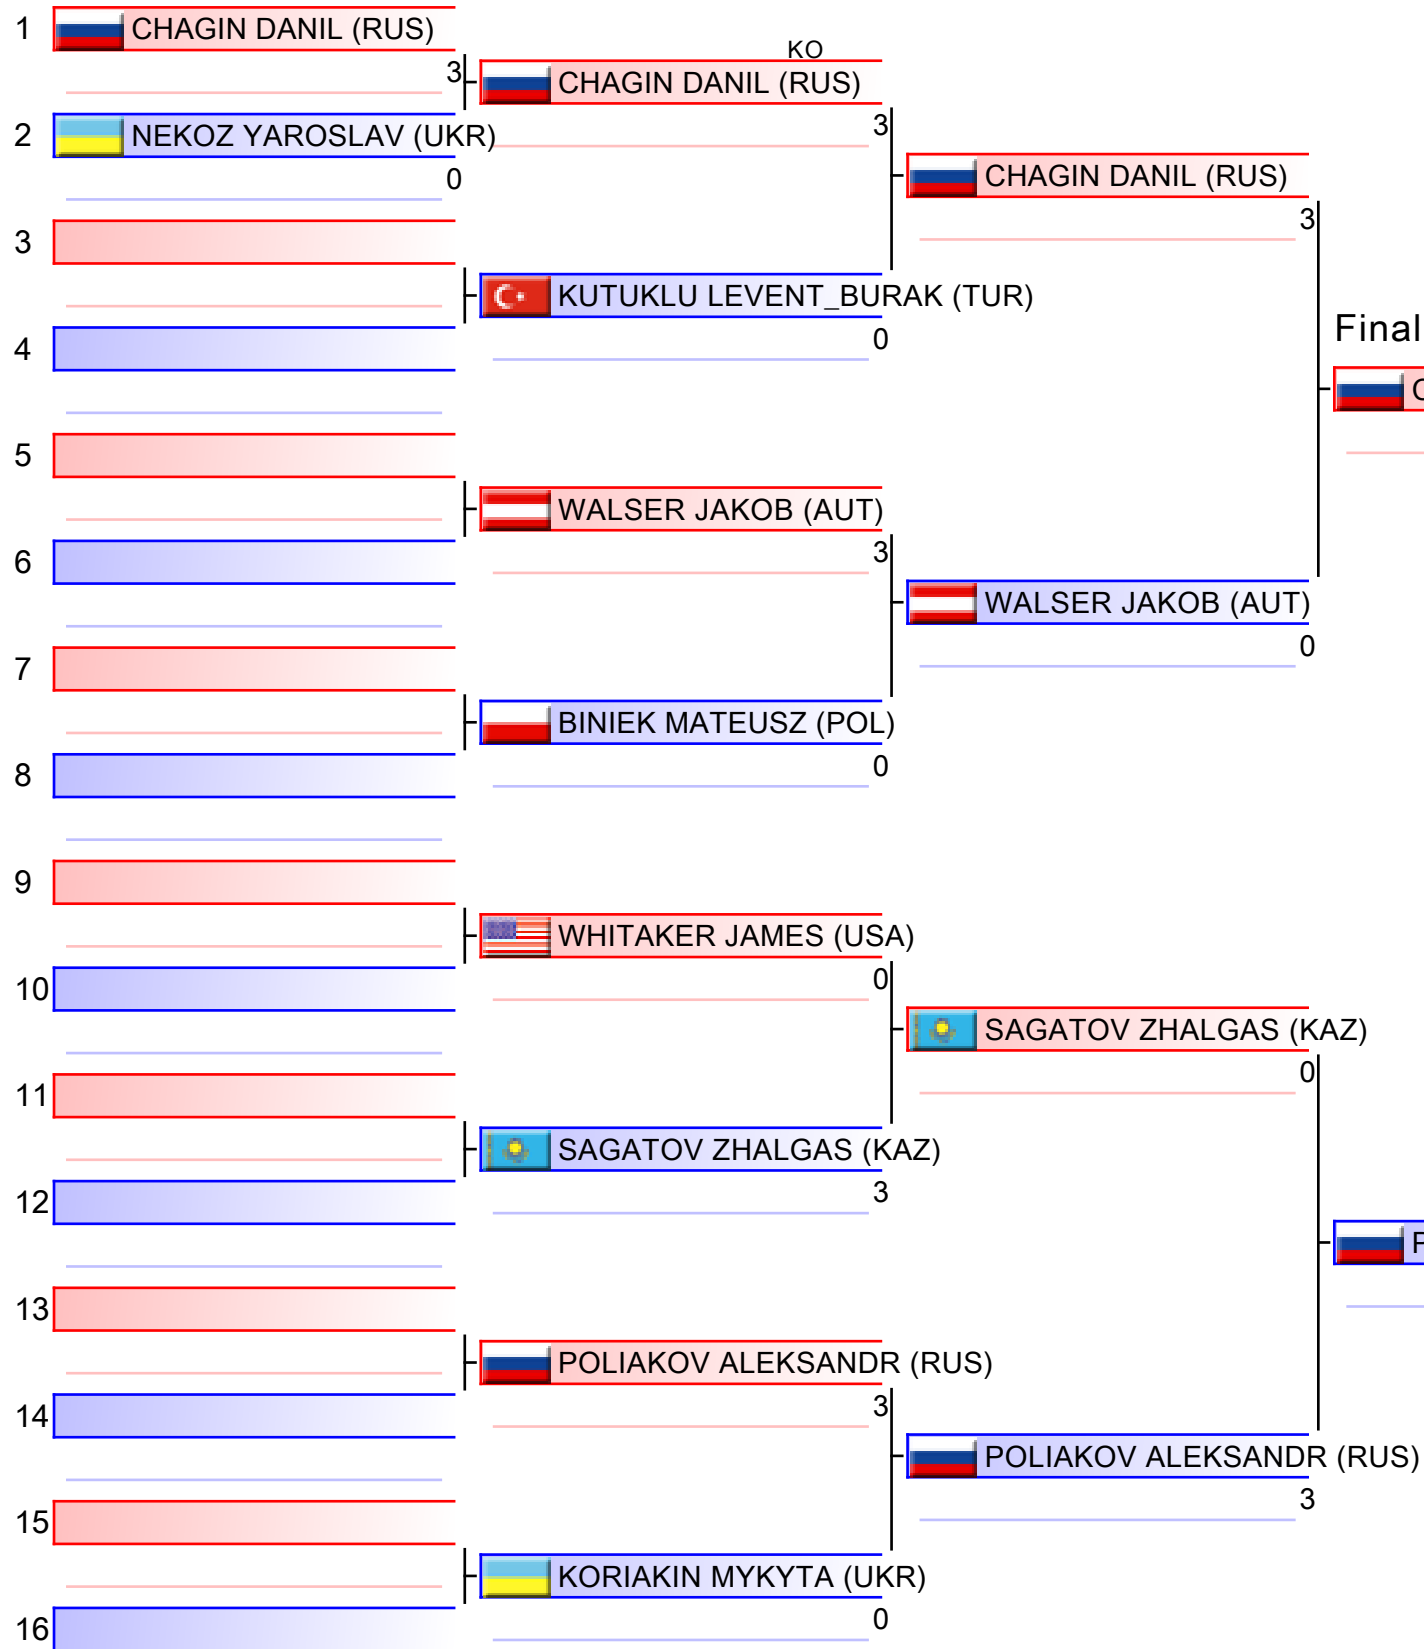 1 CHAGIN DANIL (RUS)
KO
3 CHAGIN DANIL (RUS)
2 NEKOZ YAROSLAV (UKR)
3
0
CHAGIN DANIL (RUS)
3
3
KUTUKLU LEVENT_BURAK (TUR)
0
4
Final
5
WALSER JAKOB (AUT)
3
6
WALSER JAKOB (AUT)
0
7
BINIEK MATEUSZ (POL)
0
8
9
WHITAKER JAMES (USA)
0
10
SAGATOV ZHALGAS (KAZ)
0
11
SAGATOV ZHALGAS (KAZ)
3
12
13
POLIAKOV ALEKSANDR (RUS)
3
14
POLIAKOV ALEKSANDR (RUS)
3
15
KORIAKIN MYKYTA (UKR)
0
16